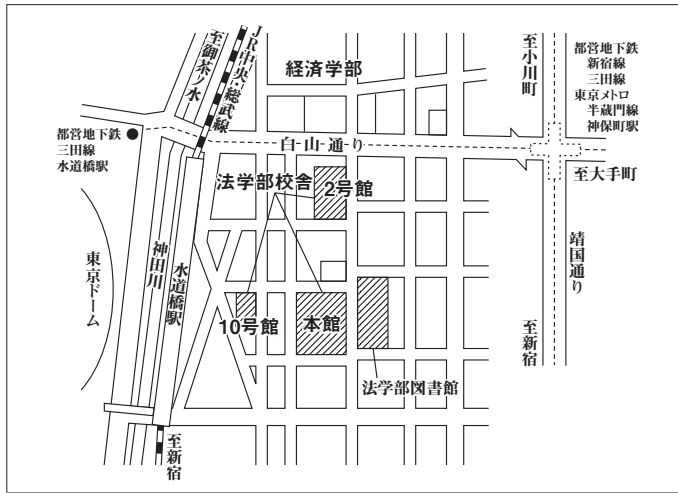 至御茶ノ水
JR中央・総武線
経済学部
至小川町
都営地下鉄
新宿線
三田線
東京メトロ
半蔵門線
神保町駅
都営地下鉄
三田線
水道橋駅
白山通り
至大手町
法学部校舎
2号館
東京ドーム
神田川
水道橋駅
靖国通り
10号館
本館
至新宿
法学部図書館
至新宿